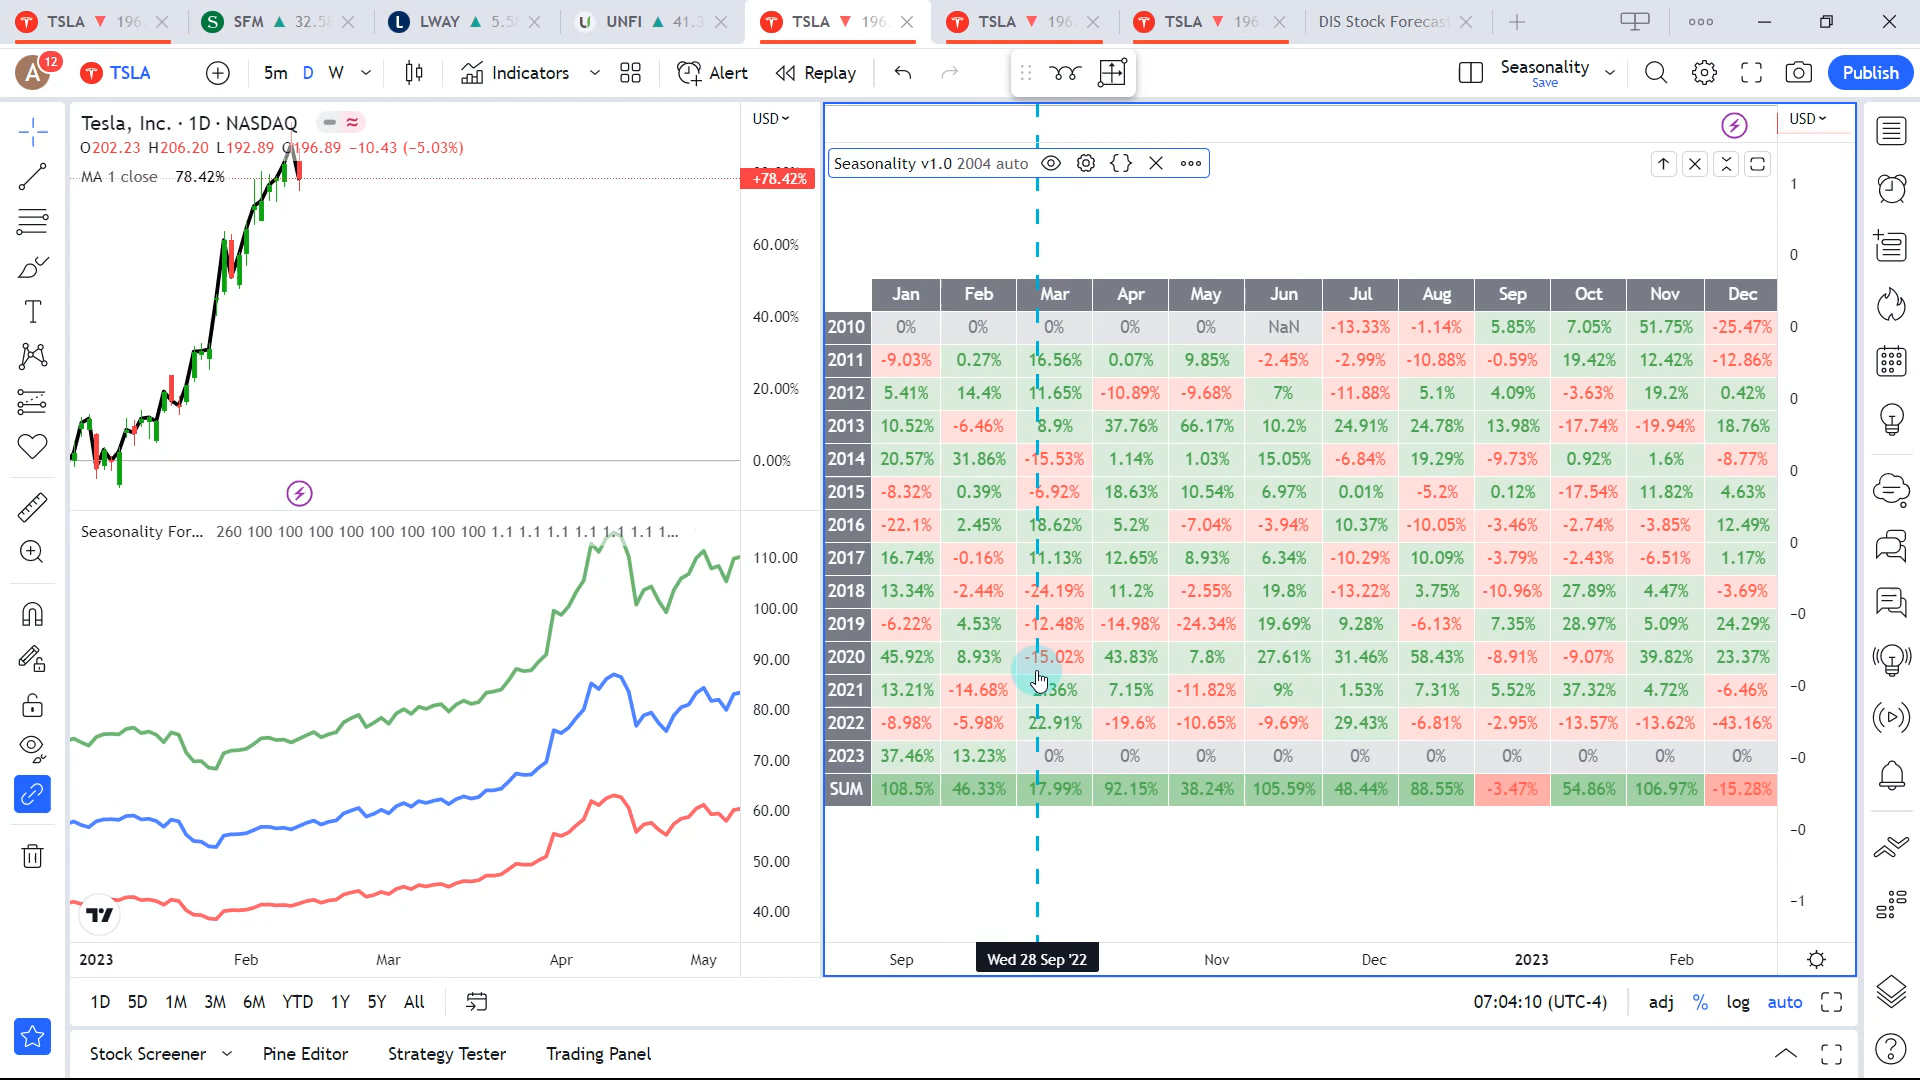 TSLA ▼ 196.
SFM ▲ 32.58
LWAY ▲ 5.5
UNFI ▲ 41.3
TSLA ▼ 196.
TSLA ▼ 196.
TSLA ▼ 196.
DIS Stock Forecast
A 12 TSLA 5m D W Indicators Alert Replay Seasonality Save Publish
Tesla, Inc. · 1D · NASDAQ
O202.23 H206.20 L192.89 C196.89 −10.43 (−5.03%)
MA 1 close 78.42%
USD
+78.42%
60.00%
40.00%
20.00%
0.00%
Seasonality For... 260 100 100 100 100 100 100 100 100 1.1 1.1 1.1 1.1 1.1 1.1 1...
110.00
100.00
90.00
80.00
70.00
60.00
50.00
40.00
2023 Feb Mar Apr May
Seasonality v1.0 2004 auto
USD
Jan Feb Mar Apr May Jun Jul Aug Sep Oct Nov Dec
2010 0% 0% 0% 0% 0% NaN -13.33% -1.14% 5.85% 7.05% 51.75% -25.47%
2011 -9.03% 0.27% 16.56% 0.07% 9.85% -2.45% -2.99% -10.88% -0.59% 19.42% 12.42% -12.86%
2012 5.41% 14.4% 11.65% -10.89% -9.68% 7% -11.88% 5.1% 4.09% -3.63% 19.2% 0.42%
2013 10.52% -6.46% 8.9% 37.76% 66.17% 10.2% 24.91% 24.78% 13.98% -17.74% -19.94% 18.76%
2014 20.57% 31.86% -15.53% 1.14% 1.03% 15.05% -6.84% 19.29% -9.73% 0.92% 1.6% -8.77%
2015 -8.32% 0.39% -6.92% 18.63% 10.54% 6.97% 0.01% -5.2% 0.12% -17.54% 11.82% 4.63%
2016 -22.1% 2.45% 18.62% 5.2% -7.04% -3.94% 10.37% -10.05% -3.46% -2.74% -3.85% 12.49%
2017 16.74% -0.16% 11.13% 12.65% 8.93% 6.34% -10.29% 10.09% -3.79% -2.43% -6.51% 1.17%
2018 13.34% -2.44% -24.19% 11.2% -2.55% 19.8% -13.22% 3.75% -10.96% 27.89% 4.47% -3.69%
2019 -6.22% 4.53% -12.48% -14.98% -24.34% 19.69% 9.28% -6.13% 7.35% 28.97% 5.09% 24.29%
2020 45.92% 8.93% -15.02% 43.83% 7.8% 27.61% 31.46% 58.43% -8.91% -9.07% 39.82% 23.37%
2021 13.21% -14.68% 7.15% -11.82% 9% 1.53% 7.31% 5.52% 37.32% 4.72% -6.46%
2022 -8.98% -5.98% 22.91% -19.6% -10.65% -9.69% 29.43% -6.81% -2.95% -13.57% -13.62% -43.16%
2023 37.46% 13.23% 0% 0% 0% 0% 0% 0% 0% 0% 0% 0%
SUM 108.5% 46.33% 17.99% 92.15% 38.24% 105.59% 48.44% 88.55% -3.47% 54.86% 106.97% -15.28%
1
0
0
0
0
0
−0
−0
−0
−0
−1
Sep Wed 28 Sep '22 Nov Dec 2023 Feb
1D 5D 1M 3M 6M YTD 1Y 5Y All
07:04:10 (UTC-4) adj % log auto
Stock Screener Pine Editor Strategy Tester Trading Panel